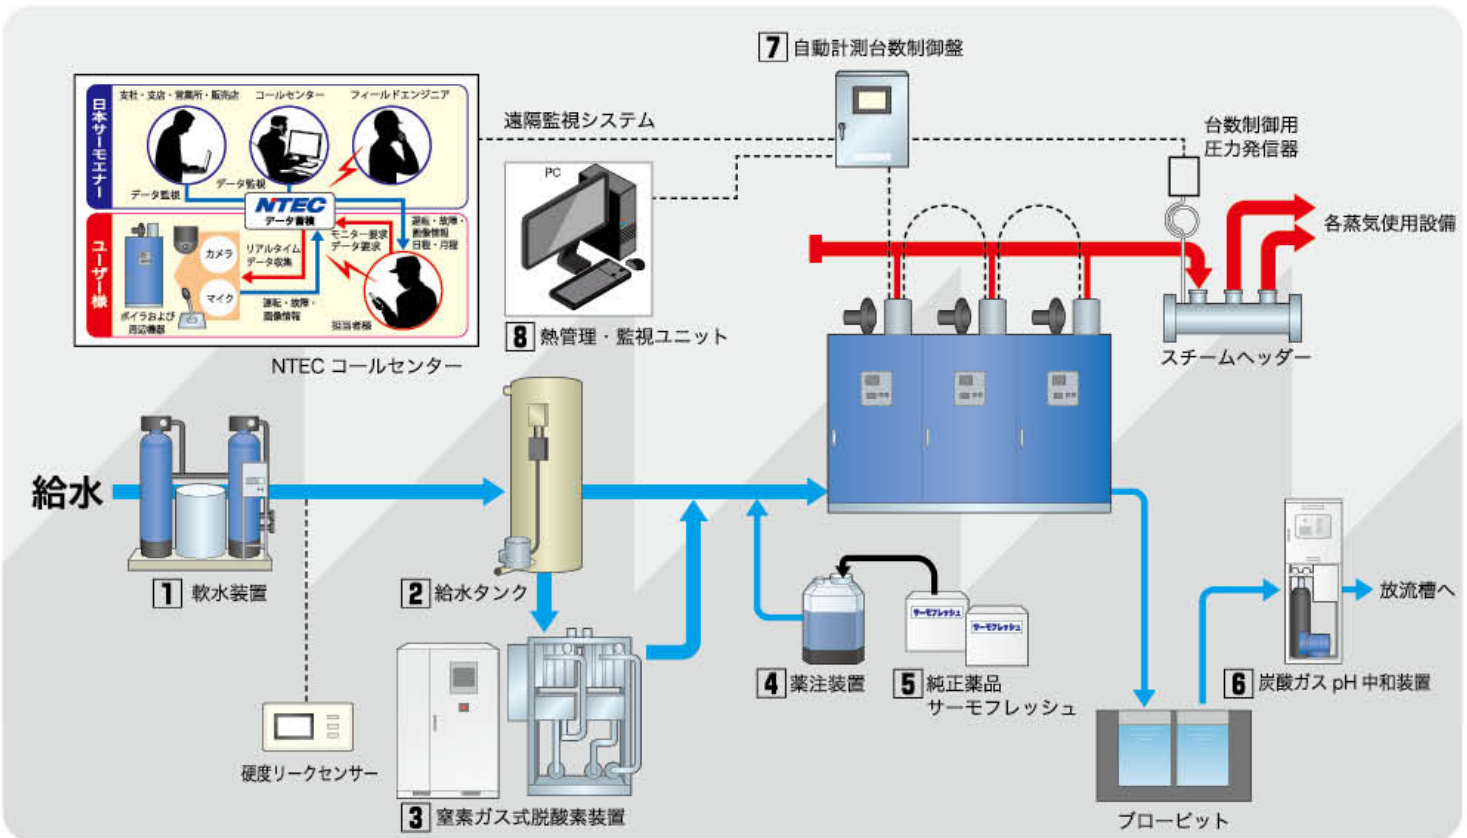 7 自動計測台数制御盤
支社・支店・営業所・販売店
コールセンター
フィールドエンジニア
日本サーモエナー
データ監視
データ監視
NTEC
データ蓄積
ユーザー様
カメラ
マイク
ボイラおよび
周辺機器
リアルタイム
データ収集
モニター要求
データ要求
運転・故障・
画像情報
日程・月程
運転・故障・
画像情報
担当者様
NTEC コールセンター
遠隔監視システム
PC
8 熱管理・監視ユニット
台数制御用
圧力発信器
各蒸気使用設備
スチームヘッダー
給水
1 軟水装置
2 給水タンク
硬度リークセンサー
3 窒素ガス式脱酸素装置
4 薬注装置
サーモフレッシュ
サーモフレッシュ
5 純正薬品
サーモフレッシュ
6 炭酸ガス pH 中和装置
放流槽へ
ブローピット